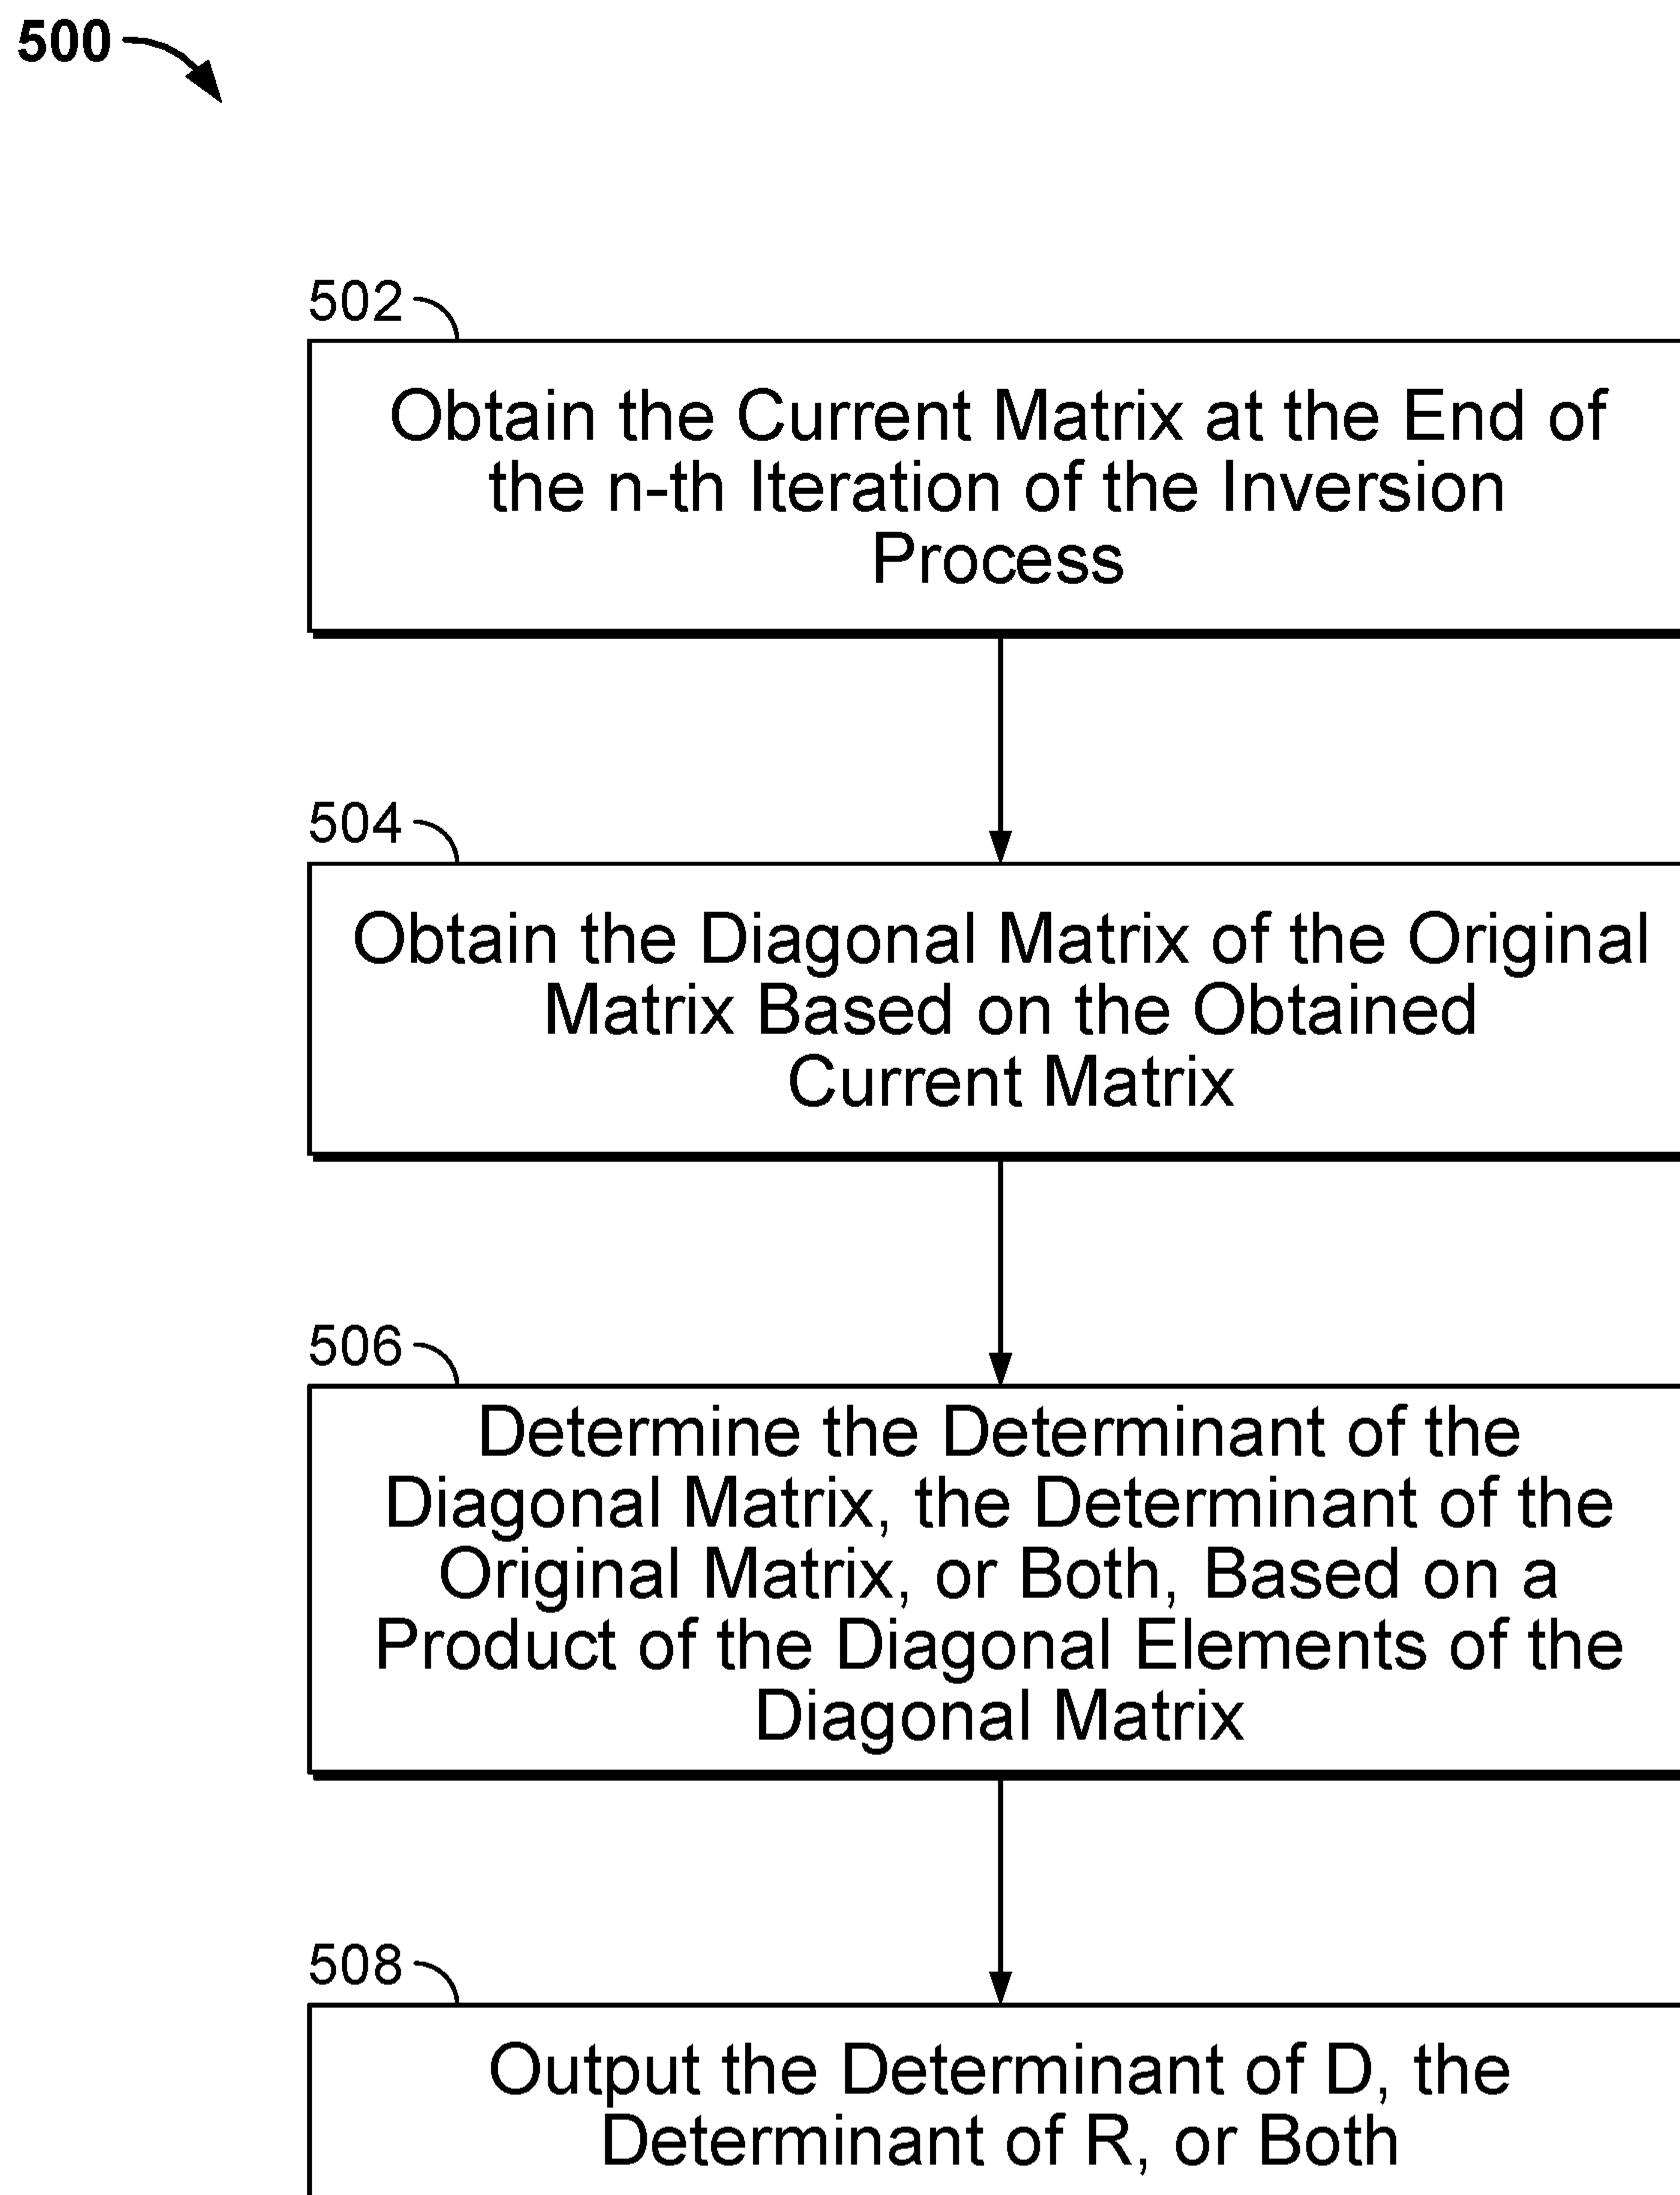 500
502
Obtain the Current Matrix at the End of
the n-th Iteration of the Inversion
Process
504
Obtain the Diagonal Matrix of the Original
Matrix Based on the Obtained
Current Matrix
506
Determine the Determinant of the
Diagonal Matrix, the Determinant of the
Original Matrix, or Both, Based on a
Product of the Diagonal Elements of the
Diagonal Matrix
508
Output the Determinant of D, the
Determinant of R, or Both